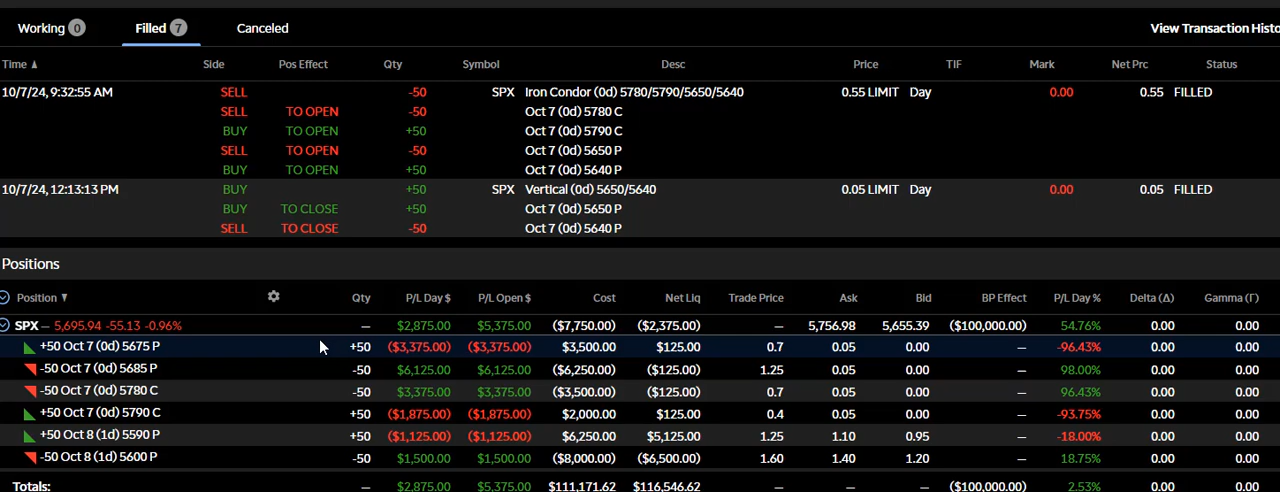 Working 0 Filled 7 Canceled View Transaction Histo
Time Side Pos Effect Qty Symbol Desc Price TIF Mark Net Prc Status
10/7/24, 9:32:55 AM SELL -50 SPX Iron Condor (0d) 5780/5790/5650/5640 0.55 LIMIT Day 0.00 0.55 FILLED
SELL TO OPEN -50 Oct 7 (0d) 5780 C
BUY TO OPEN +50 Oct 7 (0d) 5790 C
SELL TO OPEN -50 Oct 7 (0d) 5650 P
BUY TO OPEN +50 Oct 7 (0d) 5640 P
10/7/24, 12:13:13 PM BUY +50 SPX Vertical (0d) 5650/5640 0.05 LIMIT Day 0.00 0.05 FILLED
BUY TO CLOSE +50 Oct 7 (0d) 5650 P
SELL TO CLOSE -50 Oct 7 (0d) 5640 P
Positions
Position Qty P/L Day $ P/L Open $ Cost Net Liq Trade Price Ask Bid BP Effect P/L Day % Delta (Δ) Gamma (Γ)
SPX — 5,695.94 -55.13 -0.96% — $2,875.00 $5,375.00 ($7,750.00) ($2,375.00) — 5,756.98 5,655.39 ($100,000.00) 54.76% 0.00 0.00
+50 Oct 7 (0d) 5675 P +50 ($3,375.00) ($3,375.00) $3,500.00 $125.00 0.7 0.05 0.00 — -96.43% 0.00 0.00
-50 Oct 7 (0d) 5685 P -50 $6,125.00 $6,125.00 ($6,250.00) ($125.00) 1.25 0.05 0.00 — 98.00% 0.00 0.00
-50 Oct 7 (0d) 5780 C -50 $3,375.00 $3,375.00 ($3,500.00) ($125.00) 0.7 0.05 0.00 — 96.43% 0.00 0.00
+50 Oct 7 (0d) 5790 C +50 ($1,875.00) ($1,875.00) $2,000.00 $125.00 0.4 0.05 0.00 — -93.75% 0.00 0.00
+50 Oct 8 (1d) 5590 P +50 ($1,125.00) ($1,125.00) $6,250.00 $5,125.00 1.25 1.10 0.95 — -18.00% 0.00 0.00
-50 Oct 8 (1d) 5600 P -50 $1,500.00 $1,500.00 ($8,000.00) ($6,500.00) 1.60 1.40 1.20 — 18.75% 0.00 0.00
Totals: — $2,875.00 $5,375.00 $111,171.62 $116,546.62 — — — ($100,000.00) 2.53% 0.00 0.00